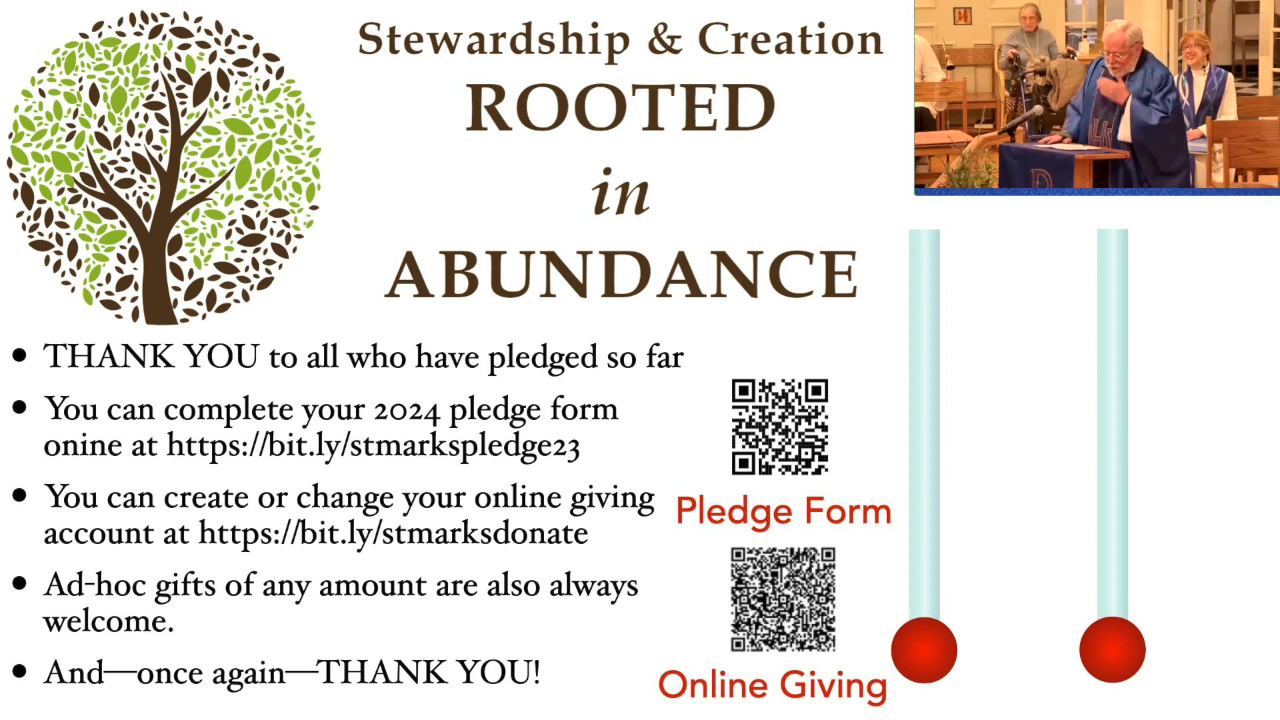 Stewardship & Creation
ROOTED
in
ABUNDANCE
• THANK YOU to all who have pledged so far
• You can complete your 2024 pledge form
onine at https://bit.ly/stmarkspledge23
• You can create or change your online giving
account at https://bit.ly/stmarksdonate
• Ad-hoc gifts of any amount are also always
welcome.
• And—once again—THANK YOU!
Pledge Form
Online Giving